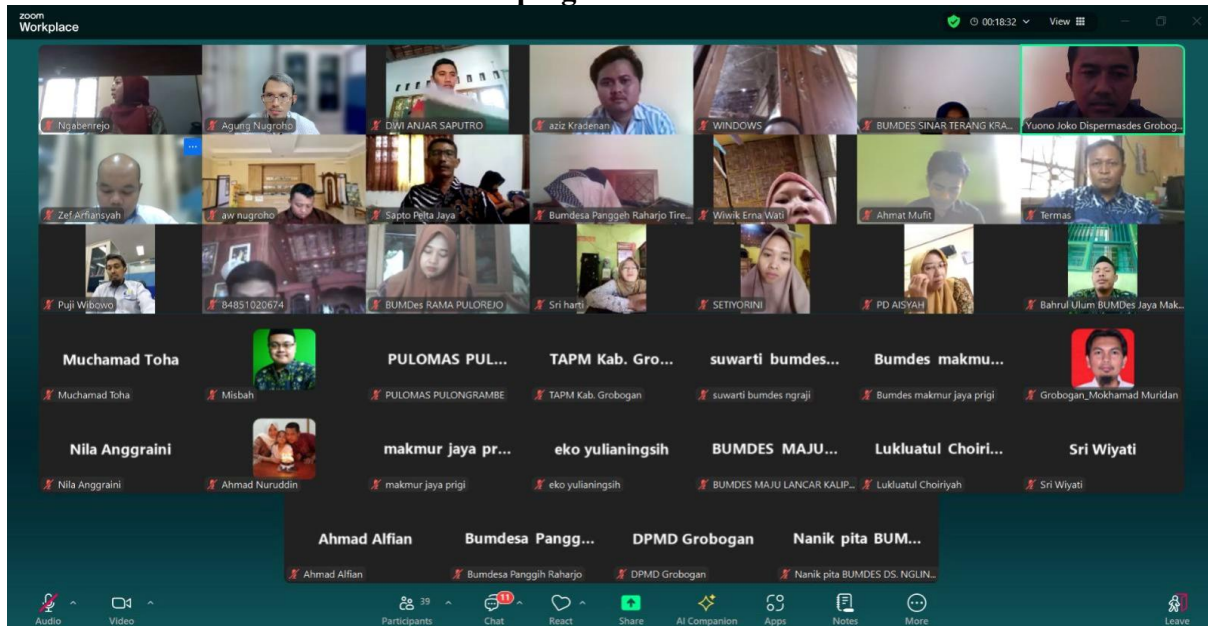 zoom
Workplace
00:18:32
View
Ngabenrejo
Agung Nugroho
DWI ANJAR SAPUTRO
aziz Kradenan
WINDOWS
BUMDES SINAR TERANG KRA...
Yuono Joko Dispermasdes Grobog...
Zef Arfiansyah
aw nugroho
Sapto Pelta Jaya
Bumdesa Panggeh Raharjo Tire...
Wiwik Erna Wati
Ahmat Mufit
Termas
Puji Wibowo
84851020674
BUMDes RAMA PULOREJO
Sri harti
SETIYORINI
PD AISYAH
Bahrul Ulum BUMDes Jaya Mak...
Muchamad Toha
PULOMAS PUL...
TAPM Kab. Gro...
suwarti bumdes...
Bumdes makmu...
Muchamad Toha
Misbah
PULOMAS PULONGRAMBE
TAPM Kab. Grobogan
suwarti bumdes ngraji
Bumdes makmur jaya prigi
Grobogan_Mokhamad Muridan
Nila Anggraini
makmur jaya pr...
eko yulianingsih
BUMDES MAJU...
Lukluatul Choiri...
Sri Wiyati
Nila Anggraini
Ahmad Nuruddin
makmur jaya prigi
eko yulianingsih
BUMDES MAJU LANCAR KALIP...
Lukluatul Choiriyah
Sri Wiyati
Ahmad Alfian
Bumdesa Pangg...
DPMD Grobogan
Nanik pita BUM...
Ahmad Alfian
Bumdesa Panggih Raharjo
DPMD Grobogan
Nanik pita BUMDES DS. NGLIN...
Audio
Video
39
Participants
11
Chat
React
Share
AI Companion
Apps
Notes
More
Leave